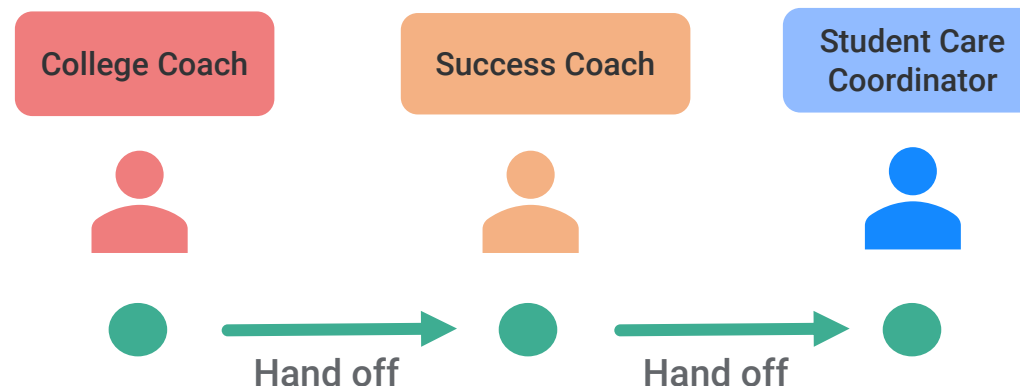 College Coach
Success Coach
Student Care
Coordinator
Hand off
Hand off